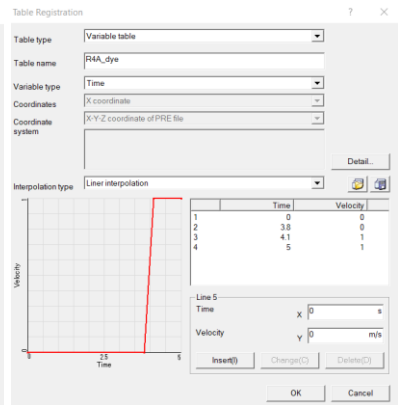 Table Registration ? ×
Table type Variable table
Table name R4A_dye
Variable type Time
Coordinates X coordinate
Coordinate system X-Y-Z coordinate of PRE file
Detail...
Interpolation type Liner interpolation
Time Velocity
1 0 0
2 3.8 0
3 4.1 1
4 5 1
1
Velocity
0
0 2.5 5
Time
Line 5
Time X 0 s
Velocity Y 0 m/s
Insert(I) Change(C) Delete(D)
OK Cancel